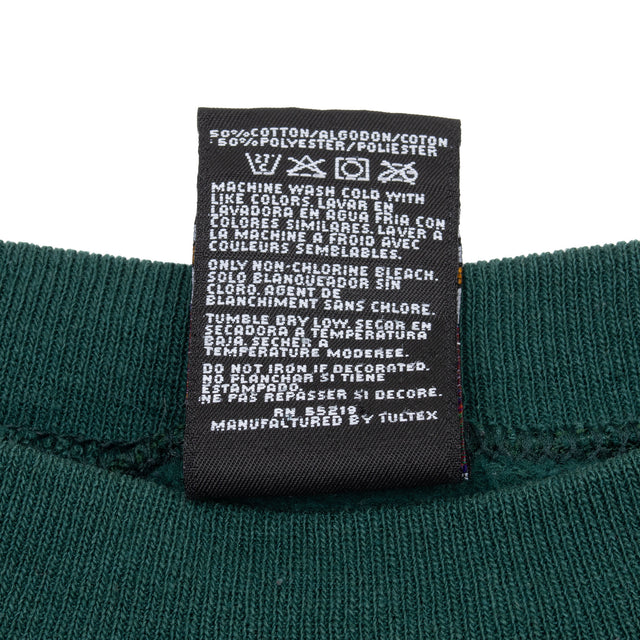 50% COTTON/ALGODON/COTON
50% POLYESTER/POLIESTER
MACHINE WASH COLD WITH
LIKE COLORS. LAVAR EN
LAVADORA EN AGUA FRIA CON
COLORES SIMILARES. LAVER A
LA MACHINE A FROID AVEC
COULEURS SEMBLABLES.
ONLY NON-CHLORINE BLEACH.
SOLO BLANQUEADOR SIN
CLORO. AGENT DE
BLANCHIMENT SANS CHLORE.
TUMBLE DRY LOW. SECAR EN
SECADORA A TEMPERATURA
BAJA. SECHER A
TEMPERATURE MODEREE.
DO NOT IRON IF DECORATED.
NO PLANCHAR SI TIENE
ESTAMPADO.
NE PAS REPASSER SI DECORE.
RN 55219
MANUFACTURED BY TULTEX